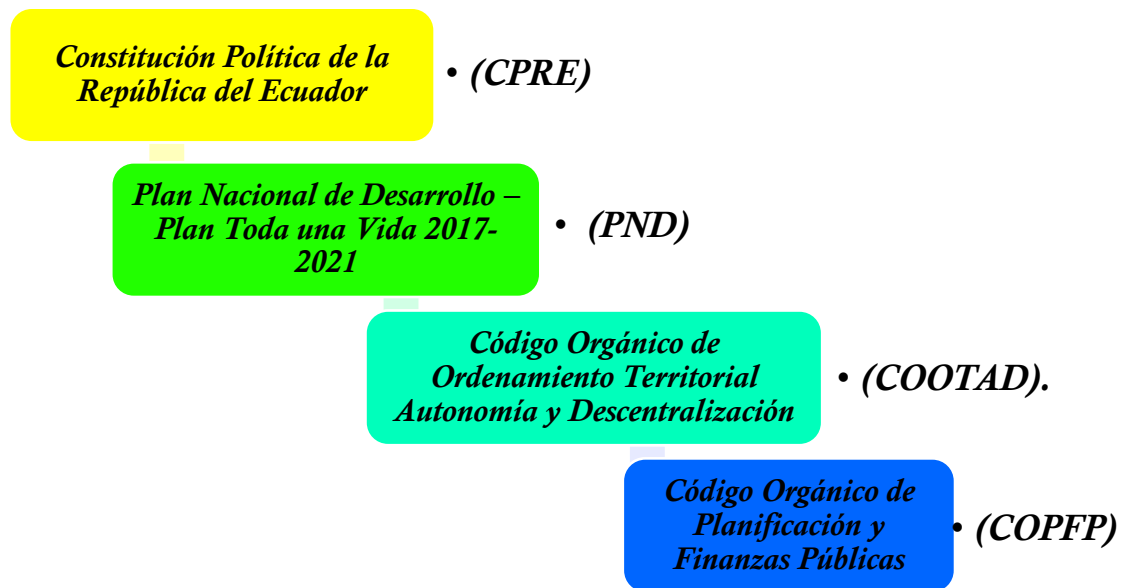 Constitución Política de la
República del Ecuador
• (CPRE)
Plan Nacional de Desarrollo –
Plan Toda una Vida 2017-
2021
• (PND)
Código Orgánico de
Ordenamiento Territorial
Autonomía y Descentralización
• (COOTAD).
Código Orgánico de
Planificación y
Finanzas Públicas
• (COPFP)